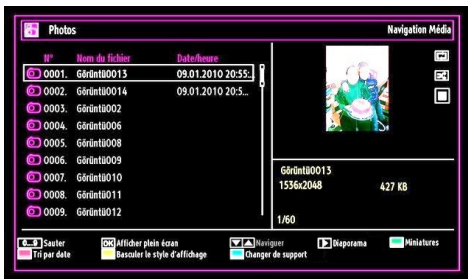 Photos
Navigation Média
N° Nom du fichier Date/heure
0001. Görüntü0013 09.01.2010 20:55:..
0002. Görüntü0014 09.01.2010 20:5...
0003. Görüntü002
0004. Görüntü006
0005. Görüntü008
0006. Görüntü009
0007. Görüntü010
0008. Görüntü011
0009. Görüntü012
Görüntü0013
1536x2048 427 KB
1/60
0...9 Sauter OK Afficher plein écran Naviguer Diaporama Miniatures
Tri par date Basculer le style d'affichage Changer de support